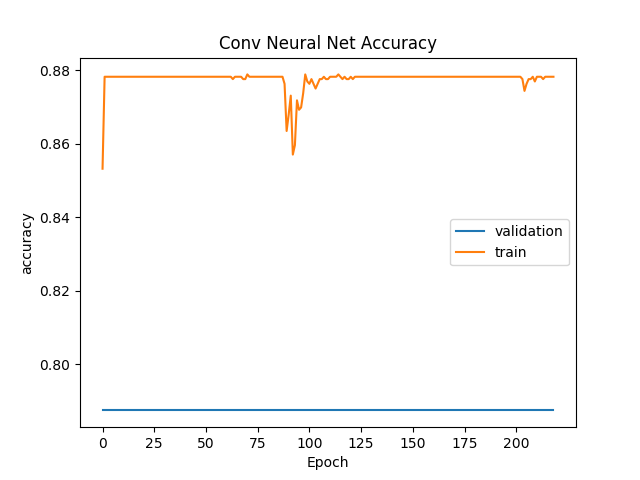 Conv Neural Net Accuracy
0.88
0.86
0.84
0.82
0.80
accuracy
validation
train
0 25 50 75 100 125 150 175 200
Epoch